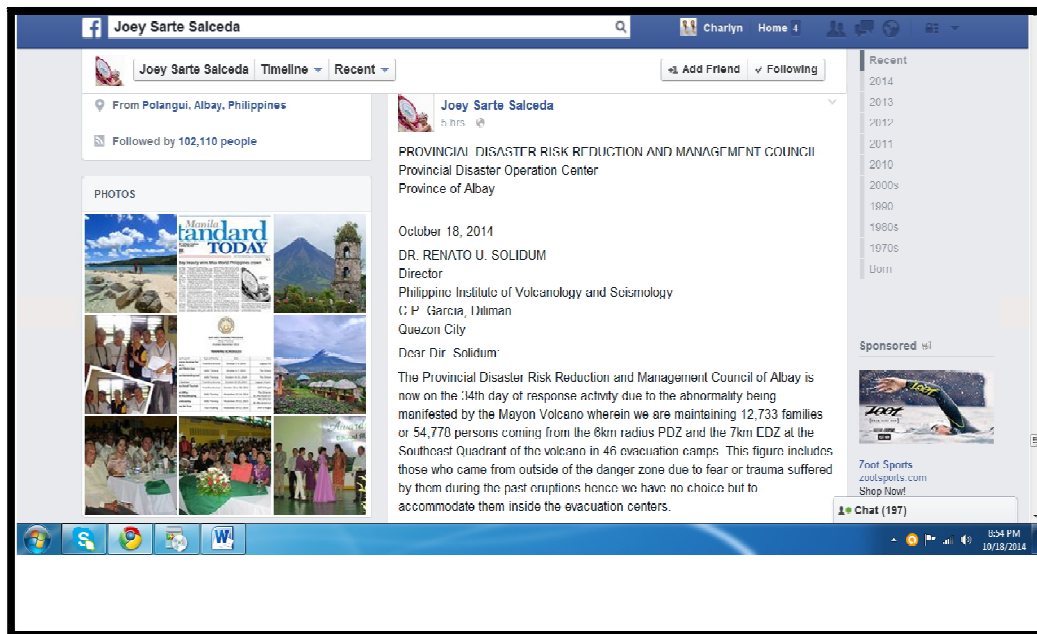 Joey Sarte Salceda
Charlyn Home 4
Joey Sarte Salceda Timeline Recent
+1 Add Friend ✓ Following
From Polangui, Albay, Philippines
Followed by 102,110 people
PHOTOS
Manila
tandard
TODAY
Joey Sarte Salceda
5 hrs
PROVINCIAL DISASTER RISK REDUCTION AND MANAGEMENT COUNCIL
Provincial Disaster Operation Center
Province of Albay
October 18, 2014
DR. RENATO U. SOLIDUM
Director
Philippine Institute of Volcanology and Seismology
C.P. Garcia, Diliman
Quezon City
Dear Dir. Solidum:
The Provincial Disaster Risk Reduction and Management Council of Albay is
now on the 34th day of response activity due to the abnormality being
manifested by the Mayon Volcano wherein we are maintaining 12,733 families
or 54,778 persons coming from the 6km radius PDZ and the 7km EDZ at the
Southeast Quadrant of the volcano in 46 evacuation camps. This figure includes
those who came from outside of the danger zone due to fear or trauma suffered
by them during the past eruptions hence we have no choice but to
accommodate them inside the evacuation centers.
Recent
2014
2013
2012
2011
2010
2000s
1990
1980s
1970s
Born
Sponsored
ZOOT
Zoot Sports
zootsports.com
Shop Now!
Chat (197)
8:54 PM
10/18/2014